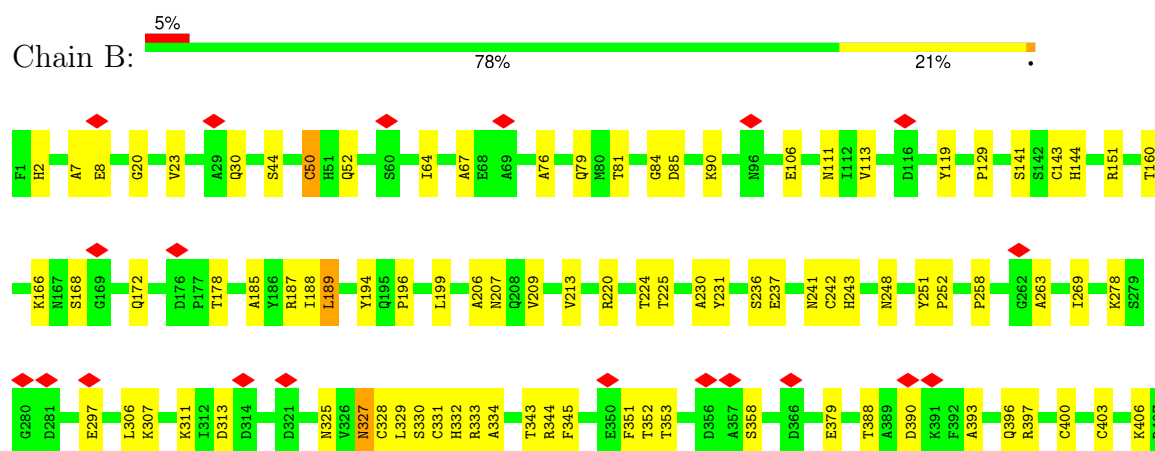 5%
Chain B:
78% 21% •
F1 H2 A7 E8 G20 V23 A29 Q30 S44 C50 H51 Q52 S60 I64 A67 E68 A69 A76 Q79 M80 T81 G84 D85 K90 N96 E106 N111 I112 V113 D116 Y119 P129 S141 S142 C143 H144 R151 T160
K166 N167 S168 G169 Q172 D176 P177 T178 A185 Y186 R187 I188 L189 Y194 Q195 P196 L199 A206 N207 Q208 V209 V213 R220 T224 T225 A230 Y231 S236 E237 N241 C242 H243 N248 Y251 P252 P258 G262 A263 I269 K278 S279
G280 D281 E297 L306 K307 K311 I312 D313 D314 D321 N325 V326 N327 C328 L329 S330 C331 H332 R333 A334 T343 R344 F345 E350 F351 T352 T353 D356 A357 S358 D366 E379 T388 A389 D390 K391 F392 A393 Q396 R397 C400 C403 K406